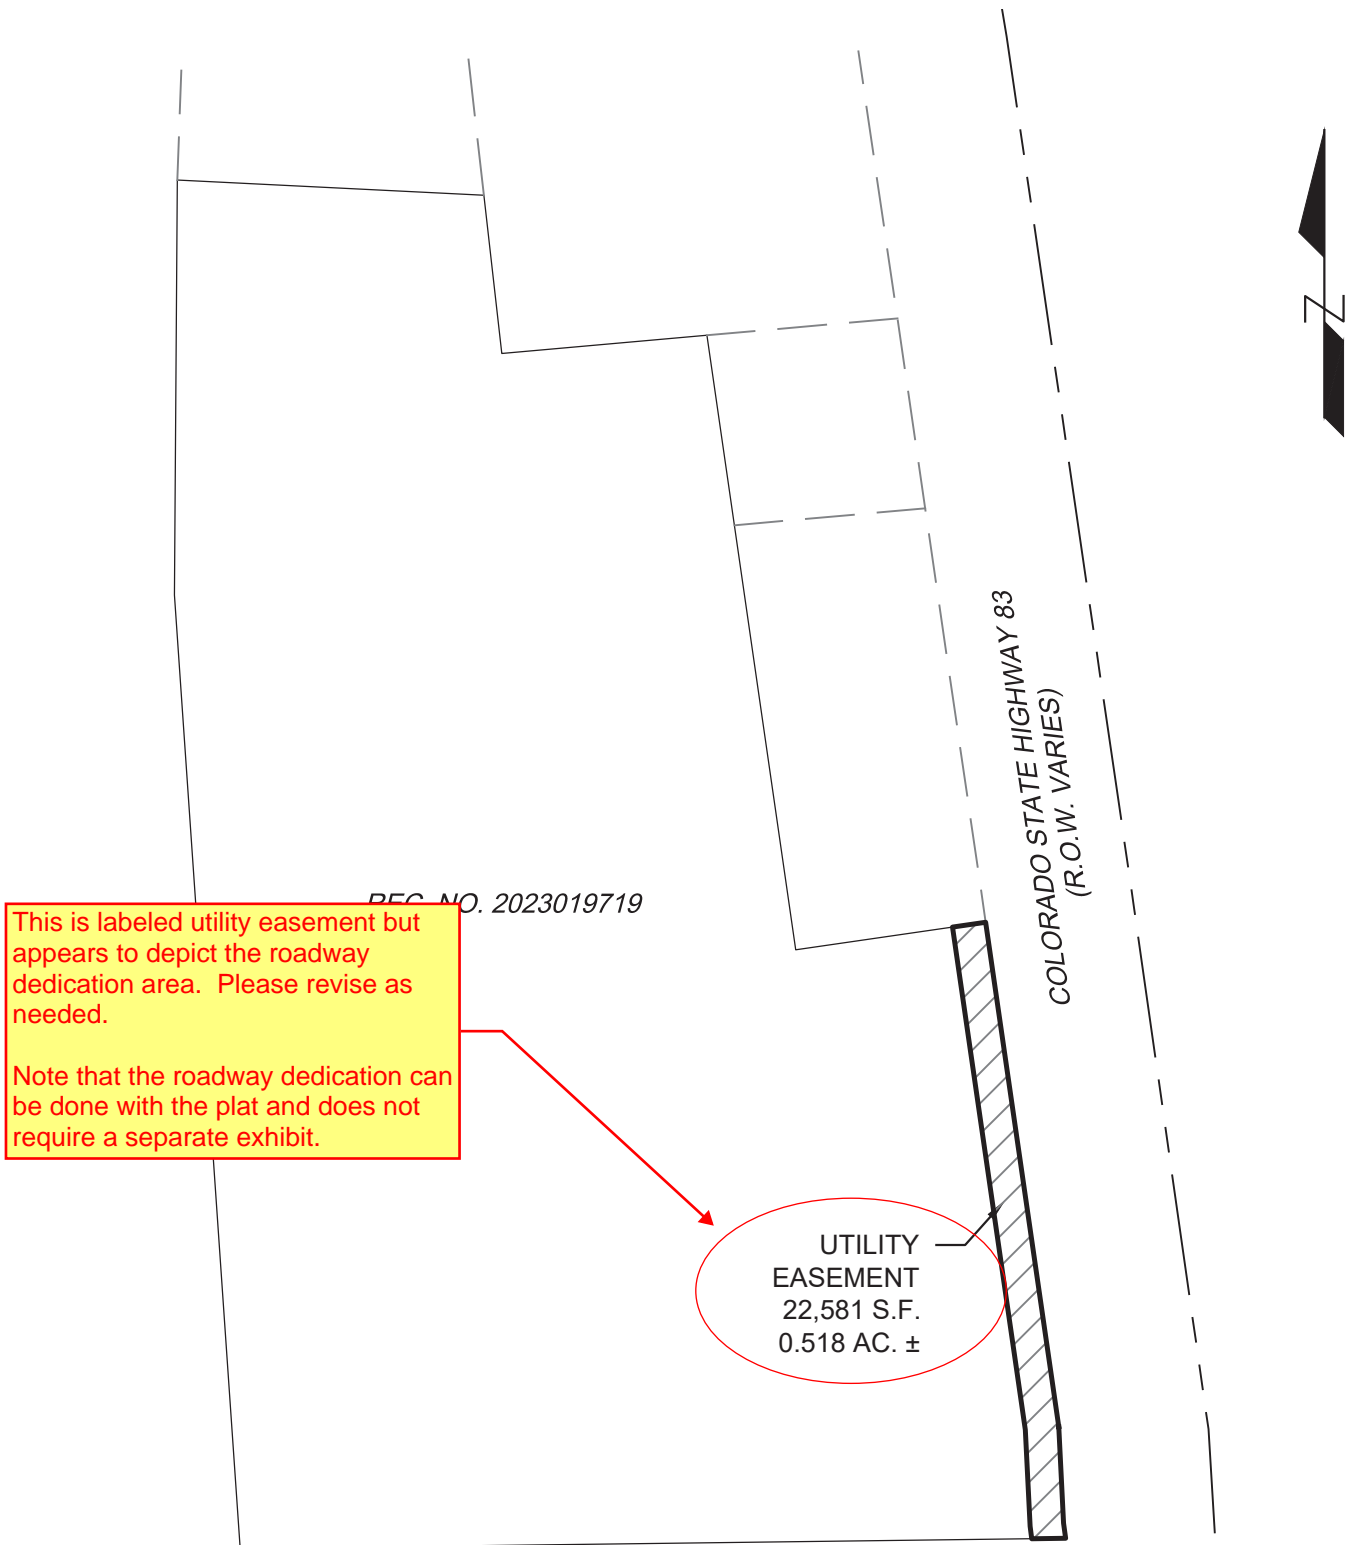 Z
COLORADO STATE HIGHWAY 83
(R.O.W. VARIES)
REC. NO. 2023019719
This is labeled utility easement but
appears to depict the roadway
dedication area.  Please revise as
needed.
Note that the roadway dedication can
be done with the plat and does not
require a separate exhibit.
UTILITY
EASEMENT
22,581 S.F.
0.518 AC. ±